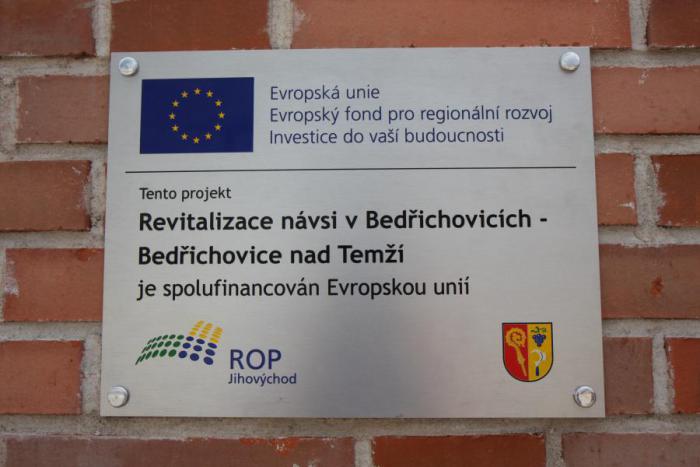 Evropská unie
Evropský fond pro regionální rozvoj
Investice do vaší budoucnosti
Tento projekt
Revitalizace návsi v Bedřichovicích -
Bedřichovice nad Temží
je spolufinancován Evropskou unií
ROP
Jihovýchod